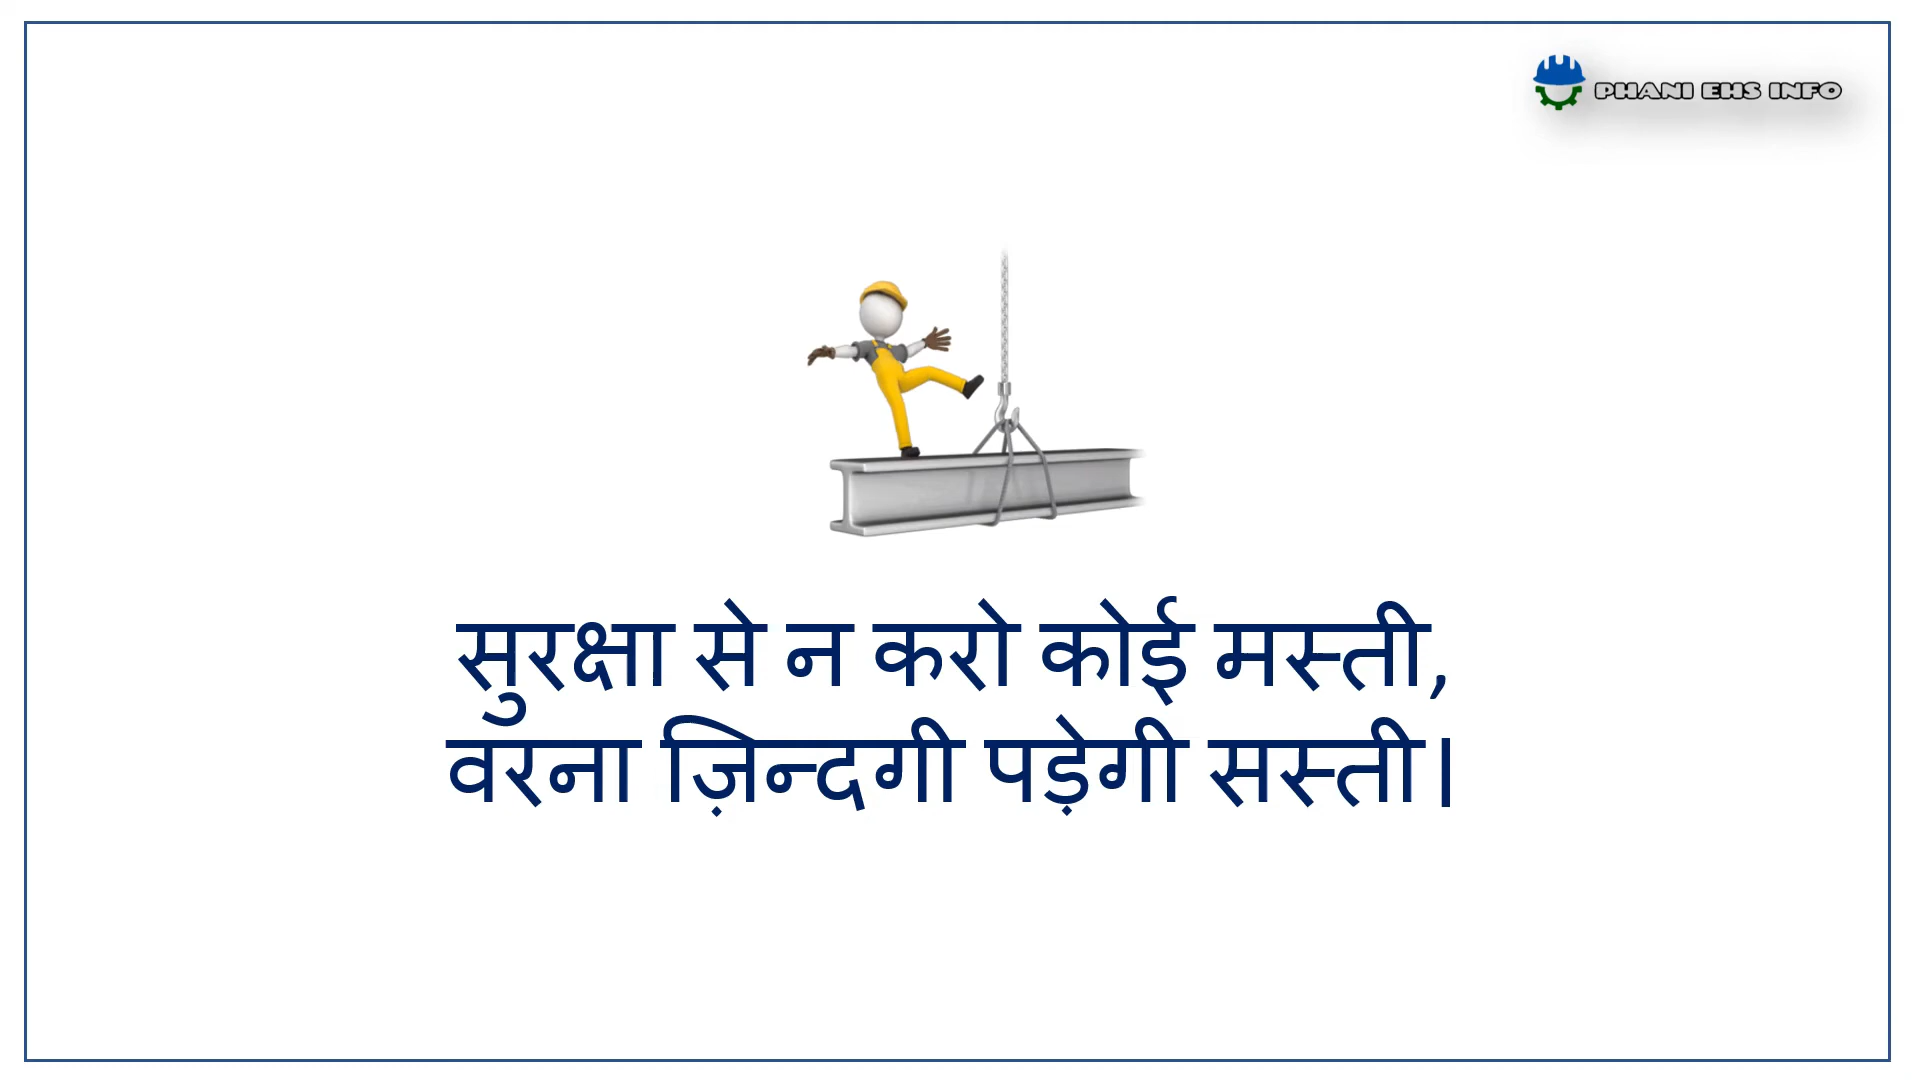 PHANI EHS INFO
सुरक्षा से न करो कोई मस्ती,
वरना ज़िन्दगी पड़ेगी सस्ती।